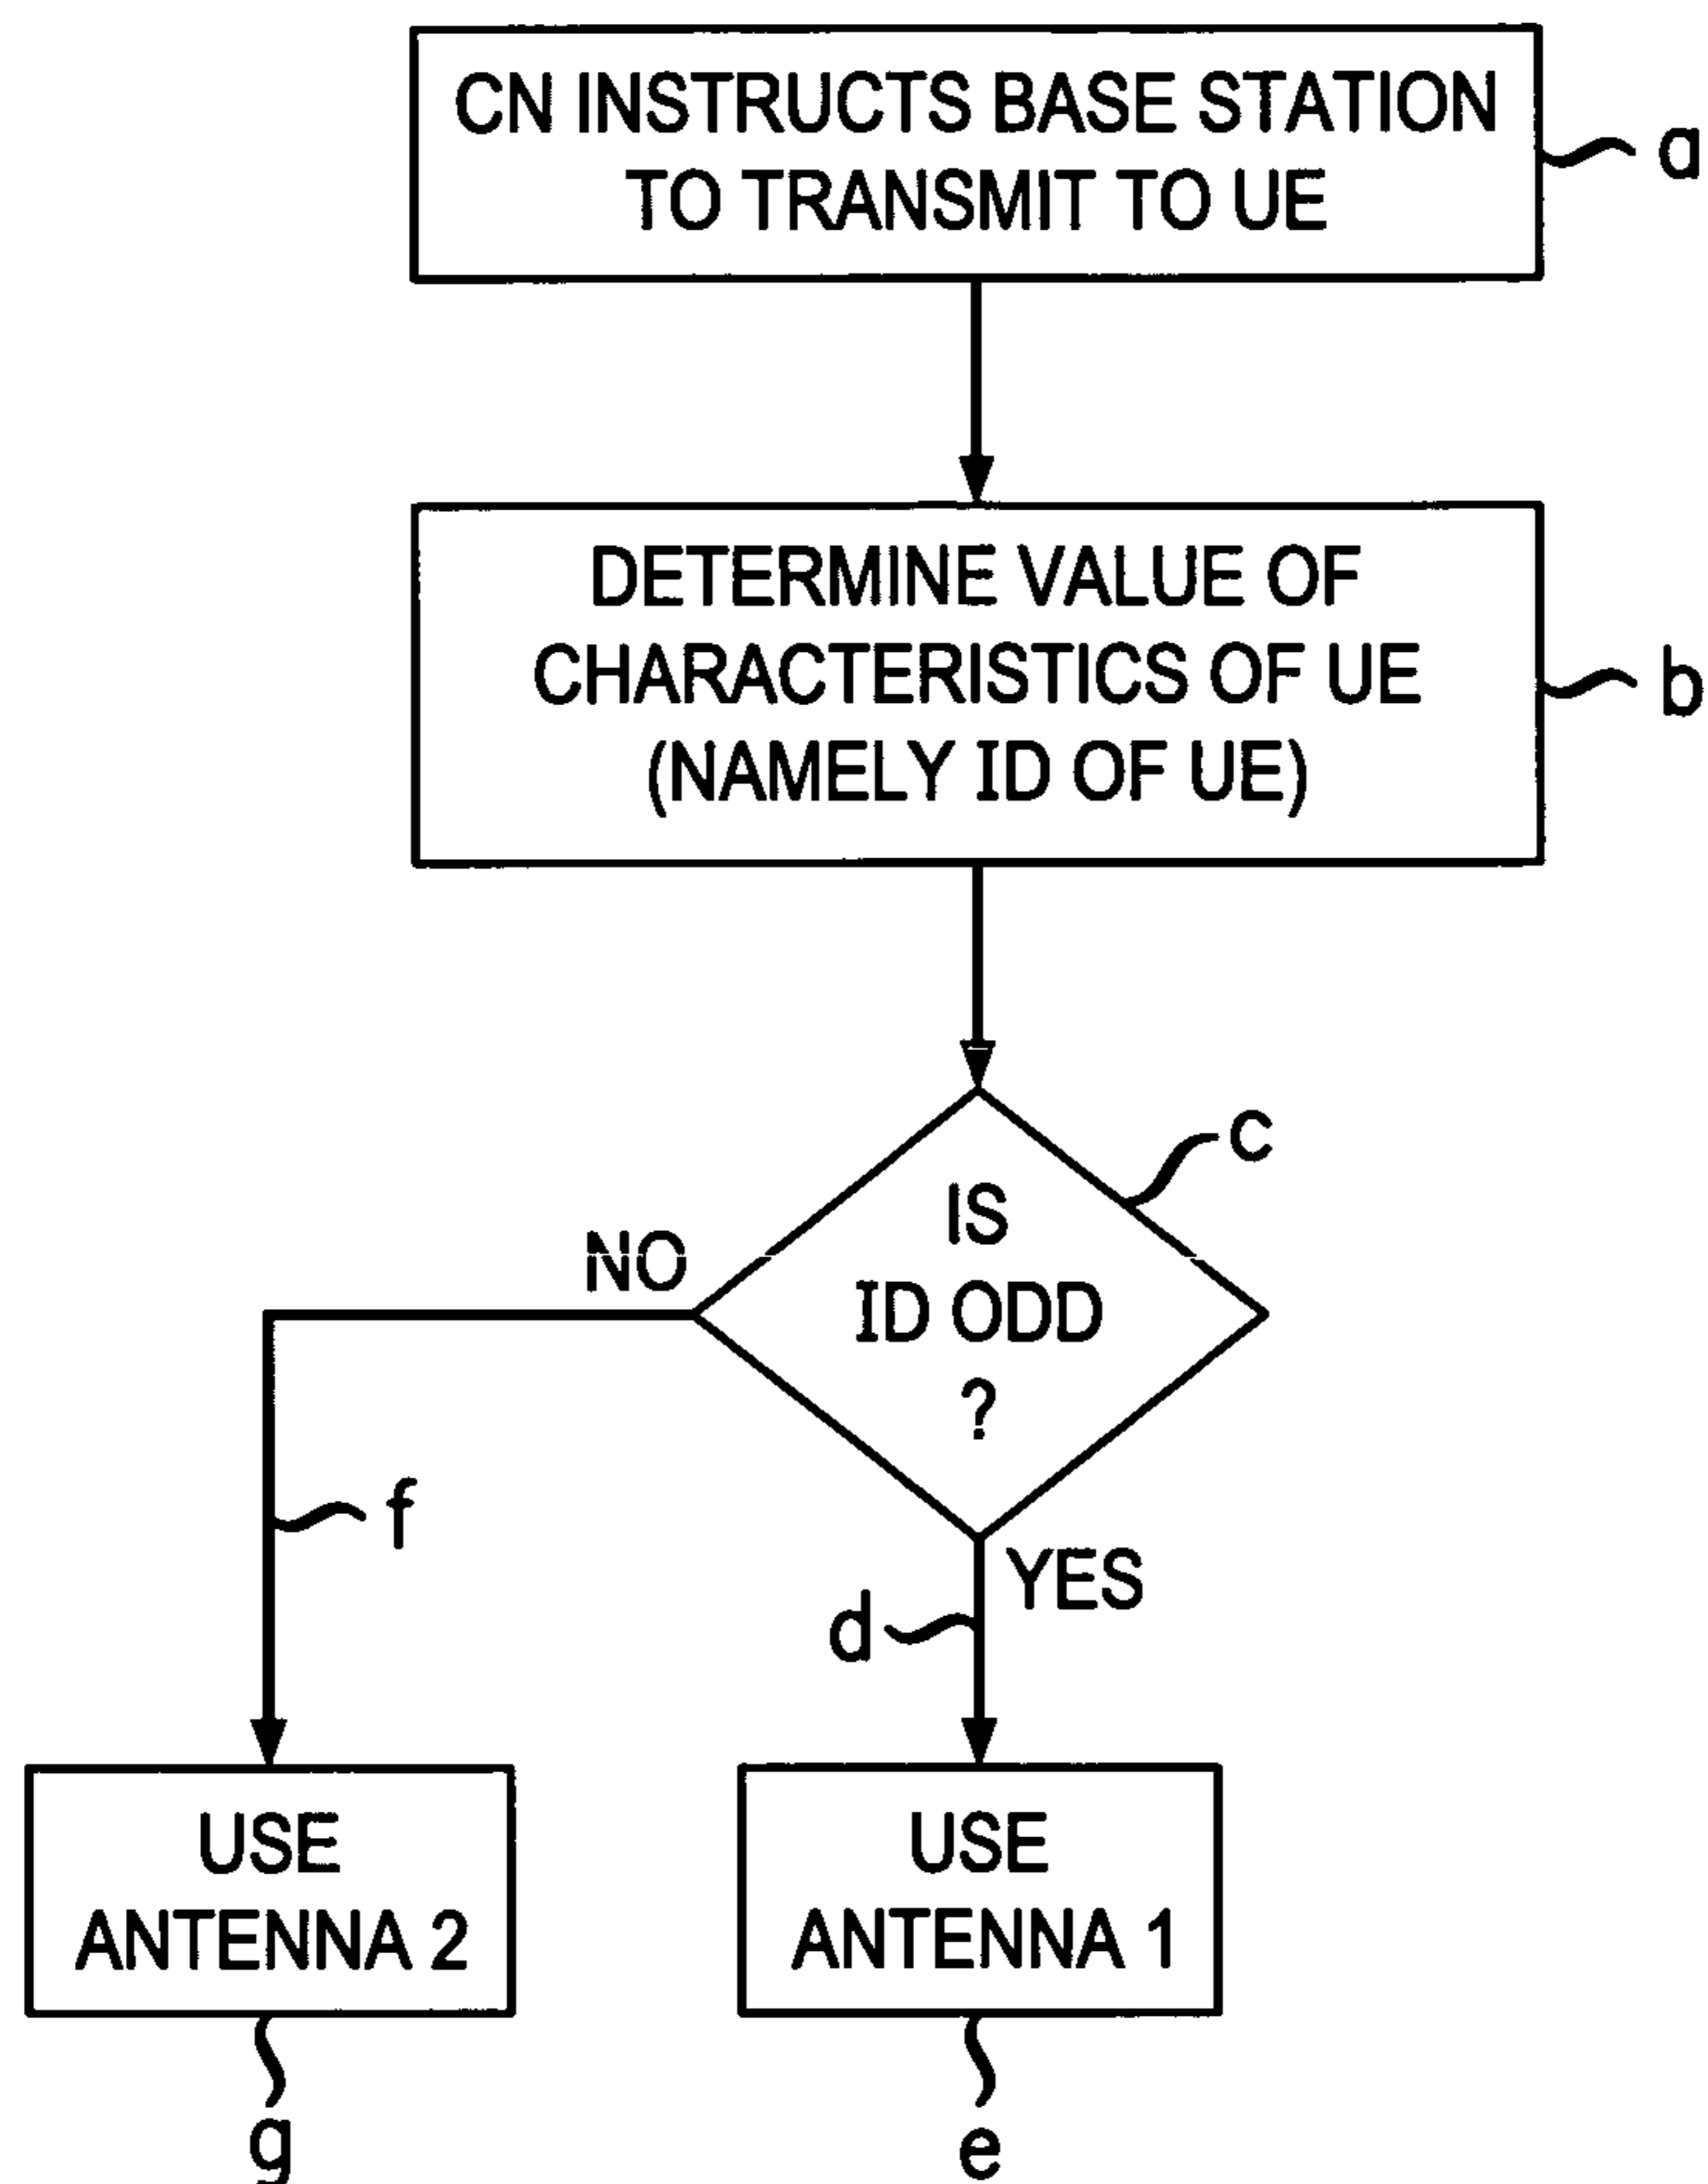 CN INSTRUCTS BASE STATION
TO TRANSMIT TO UE
a
DETERMINE VALUE OF
CHARACTERISTICS OF UE
(NAMELY ID OF UE)
b
c
IS
ID ODD
?
NO
YES
f
d
USE
ANTENNA 2
USE
ANTENNA 1
g
e